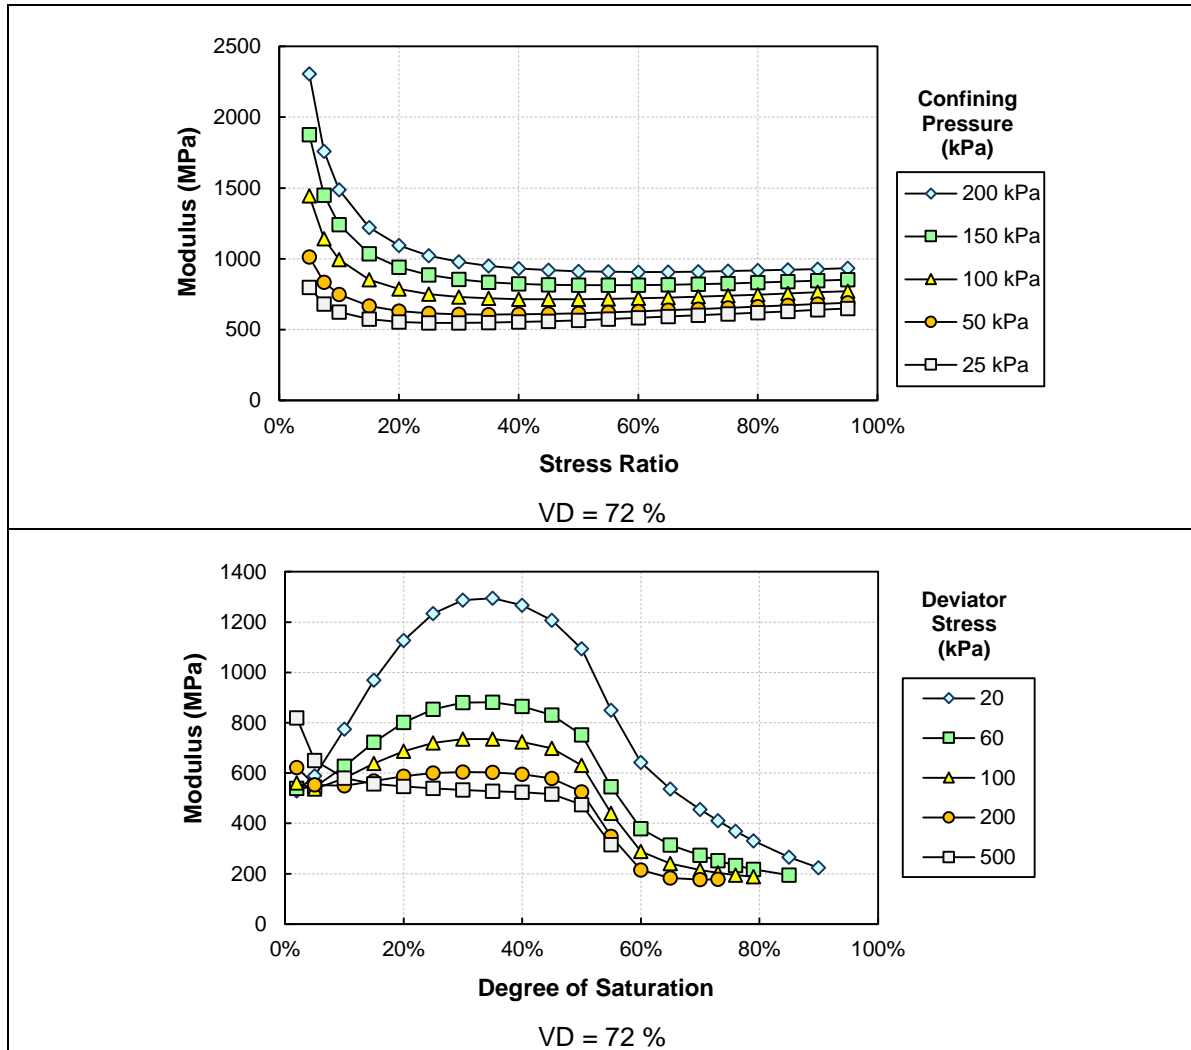 2500
2000
1500
1000
500
0
Modulus (MPa)
0% 20% 40% 60% 80% 100%
Stress Ratio
Confining
Pressure
(kPa)
200 kPa
150 kPa
100 kPa
50 kPa
25 kPa
VD = 72 %
1400
1200
1000
800
600
400
200
0
Modulus (MPa)
0% 20% 40% 60% 80% 100%
Degree of Saturation
Deviator
Stress
(kPa)
20
60
100
200
500
VD = 72 %